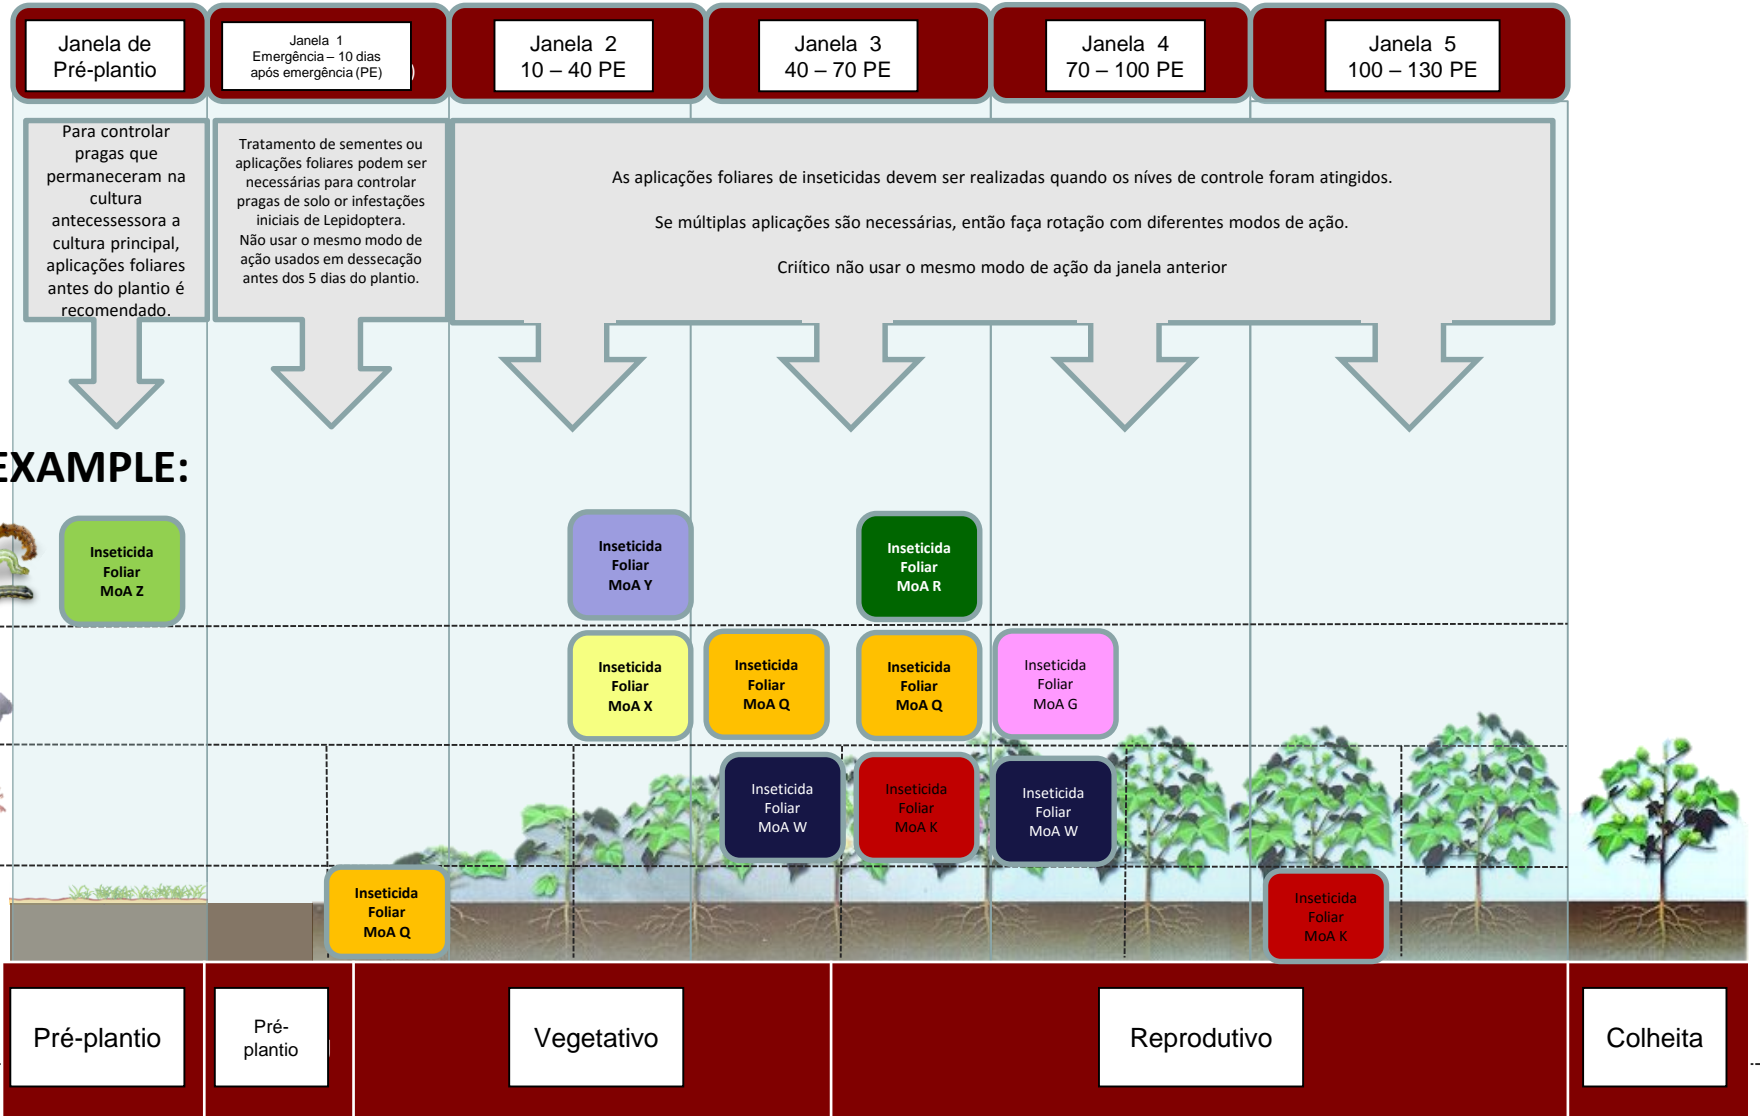 Janela de
Pré-plantio
Janela 1
Emergência – 10 dias
após emergência (PE)
)
Janela 2
10 – 40 PE
Janela 3
40 – 70 PE
Janela 4
70 – 100 PE
Janela 5
100 – 130 PE
Para controlar
pragas que
permaneceram na
cultura
antecessessora a
cultura principal,
aplicações foliares
antes do plantio é
recomendado.
Tratamento de sementes ou
aplicações foliares podem ser
necessárias para controlar
pragas de solo or infestações
iniciais de Lepidoptera.
Não usar o mesmo modo de
ação usados em dessecação
antes dos 5 dias do plantio.
As aplicações foliares de inseticidas devem ser realizadas quando os níves de controle foram atingidos.
Se múltiplas aplicações são necessárias, então faça rotação com diferentes modos de ação.
Criítico não usar o mesmo modo de ação da janela anterior
EXAMPLE:
Inseticida
Foliar
MoA Z
Inseticida
Foliar
MoA Y
Inseticida
Foliar
MoA R
Inseticida
Foliar
MoA X
Inseticida
Foliar
MoA Q
Inseticida
Foliar
MoA Q
Inseticida
Foliar
MoA G
Inseticida
Foliar
MoA W
Inseticida
Foliar
MoA K
Inseticida
Foliar
MoA W
Inseticida
Foliar
MoA Q
Inseticida
Foliar
MoA K
Pré-plantio
Pré-
plantio
Vegetativo
Reprodutivo
Colheita